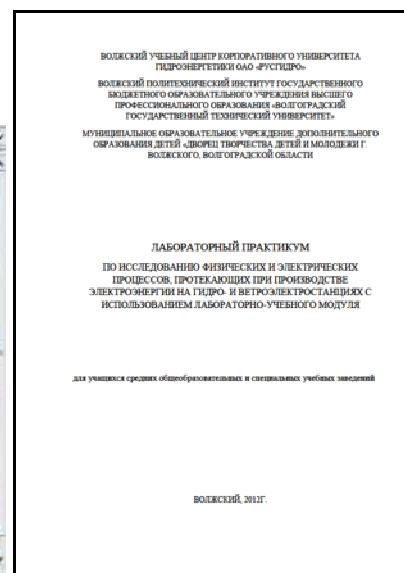 ВОЛЖСКИЙ УЧЕБНЫЙ ЦЕНТР КОРПОРАТИВНОГО УНИВЕРСИТЕТА
ГИДРОЭНЕРГЕТИКИ ОАО «РУСГИДРО»
ВОЛЖСКИЙ ПОЛИТЕХНИЧЕСКИЙ ИНСТИТУТ ГОСУДАРСТВЕННОГО
БЮДЖЕТНОГО ОБРАЗОВАТЕЛЬНОГО УЧРЕЖДЕНИЯ ВЫСШЕГО
ПРОФЕССИОНАЛЬНОГО ОБРАЗОВАНИЯ «ВОЛГОГРАДСКИЙ
ГОСУДАРСТВЕННЫЙ ТЕХНИЧЕСКИЙ УНИВЕРСИТЕТ»
МУНИЦИПАЛЬНОЕ ОБРАЗОВАТЕЛЬНОЕ УЧРЕЖДЕНИЕ ДОПОЛНИТЕЛЬНОГО
ОБРАЗОВАНИЯ ДЕТЕЙ «ДВОРЕЦ ТВОРЧЕСТВА ДЕТЕЙ И МОЛОДЕЖИ Г.
ВОЛЖСКОГО, ВОЛГОГРАДСКОЙ ОБЛАСТИ
ЛАБОРАТОРНЫЙ ПРАКТИКУМ
ПО ИССЛЕДОВАНИЮ ФИЗИЧЕСКИХ И ЭЛЕКТРИЧЕСКИХ
ПРОЦЕССОВ, ПРОТЕКАЮЩИХ ПРИ ПРОИЗВОДСТВЕ
ЭЛЕКТРОЭНЕРГИИ НА ГИДРО- И ВЕТРОЭЛЕКТРОСТАНЦИЯХ С
ИСПОЛЬЗОВАНИЕМ ЛАБОРАТОРНО-УЧЕБНОГО МОДУЛЯ
для учащихся средних общеобразовательных и специальных учебных заведений
ВОЛЖСКИЙ, 2012Г.